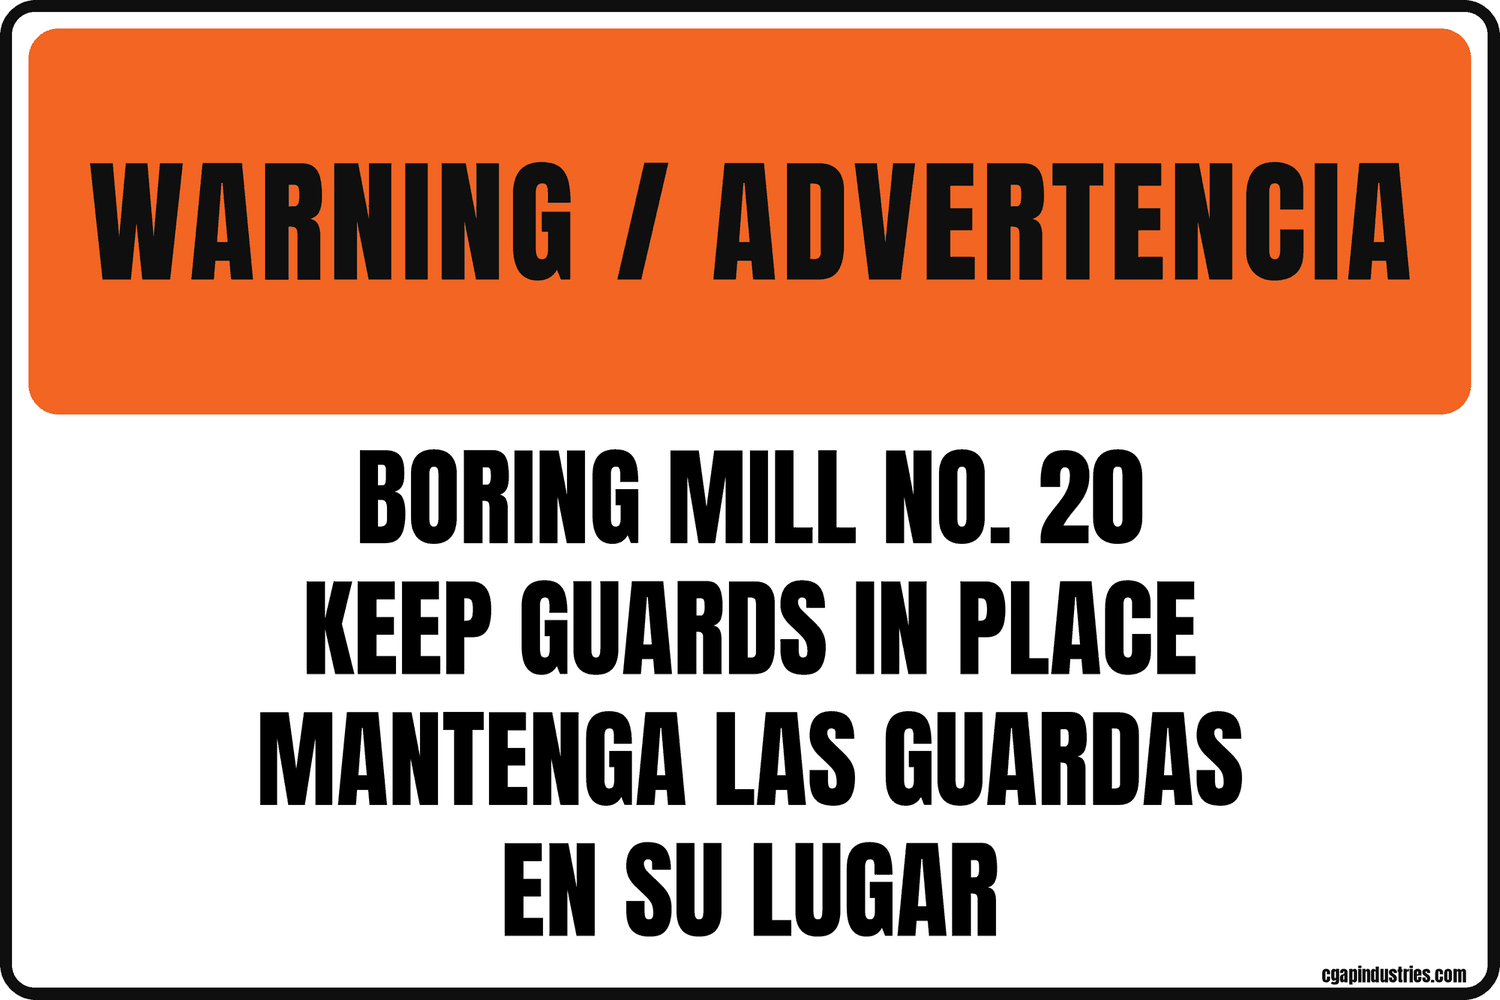 WARNING / ADVERTENCIA
BORING MILL NO. 20
KEEP GUARDS IN PLACE
MANTENGA LAS GUARDAS
EN SU LUGAR
cgapindustries.com